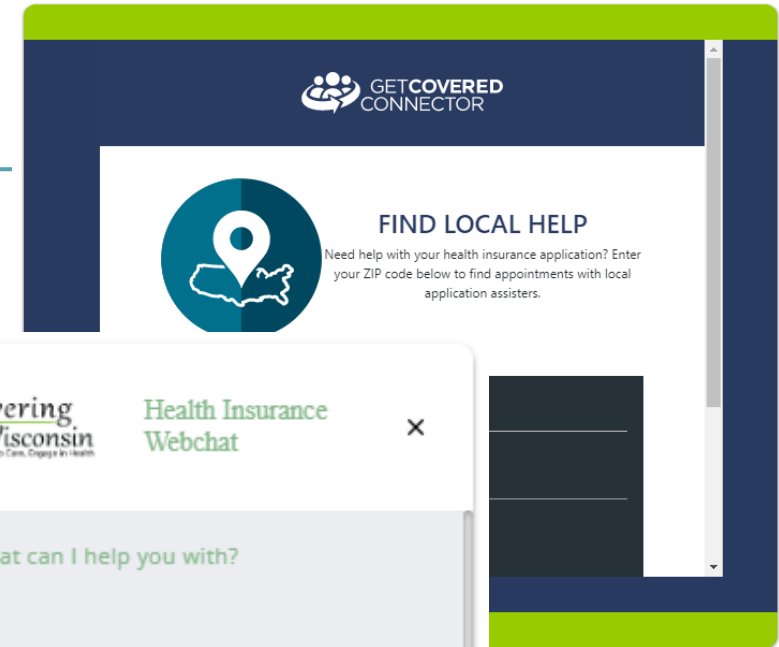 GETCOVERED
CONNECTOR
FIND LOCAL HELP
Need help with your health insurance application? Enter
your ZIP code below to find appointments with local
application assisters.
vering
Wisconsin
Health Insurance
Webchat
at can I help you with?